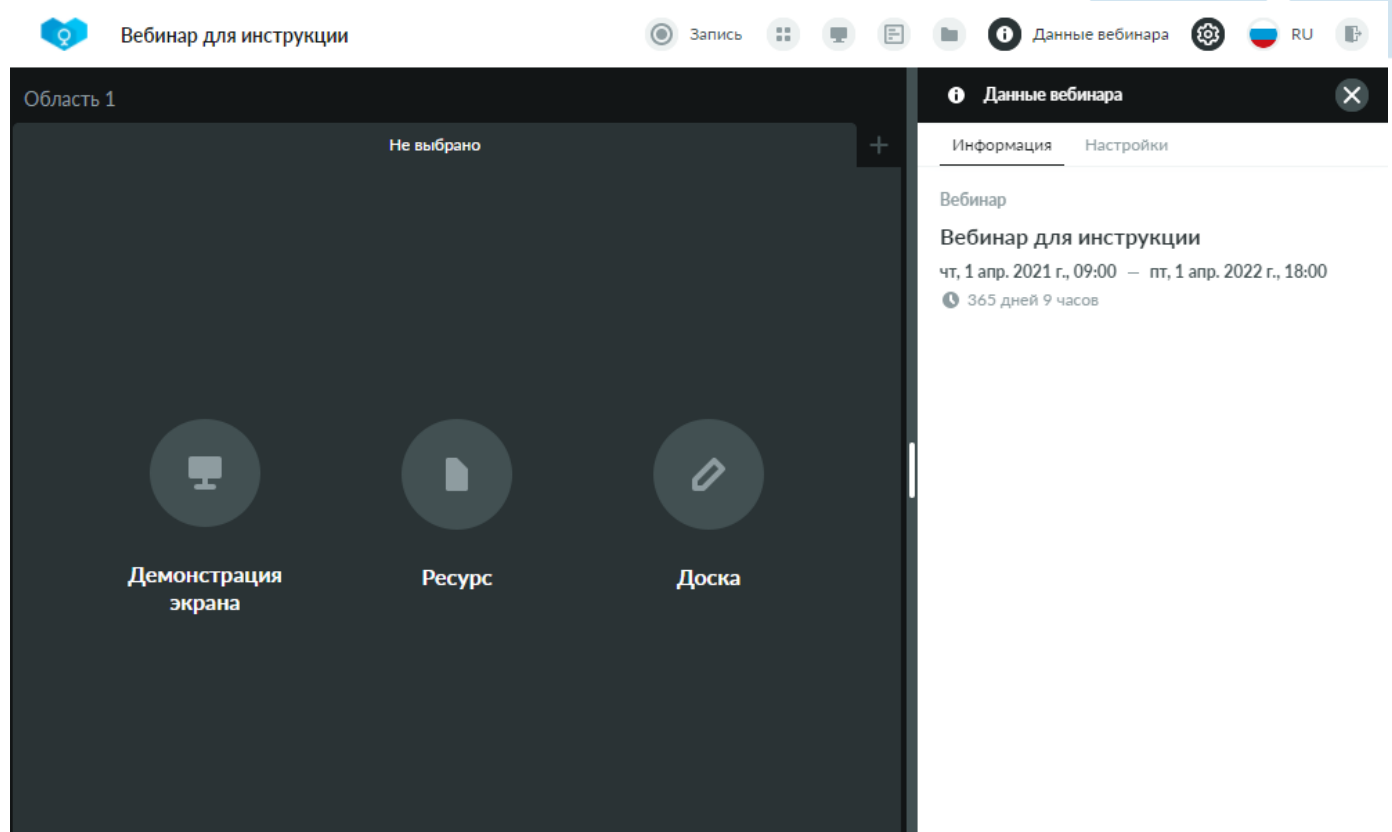 Вебинар для инструкции
Запись
Данные вебинара
RU
Область 1
Не выбрано
Демонстрация
экрана
Ресурс
Доска
Данные вебинара
Информация
Настройки
Вебинар
Вебинар для инструкции
чт, 1 апр. 2021 г., 09:00 — пт, 1 апр. 2022 г., 18:00
365 дней 9 часов